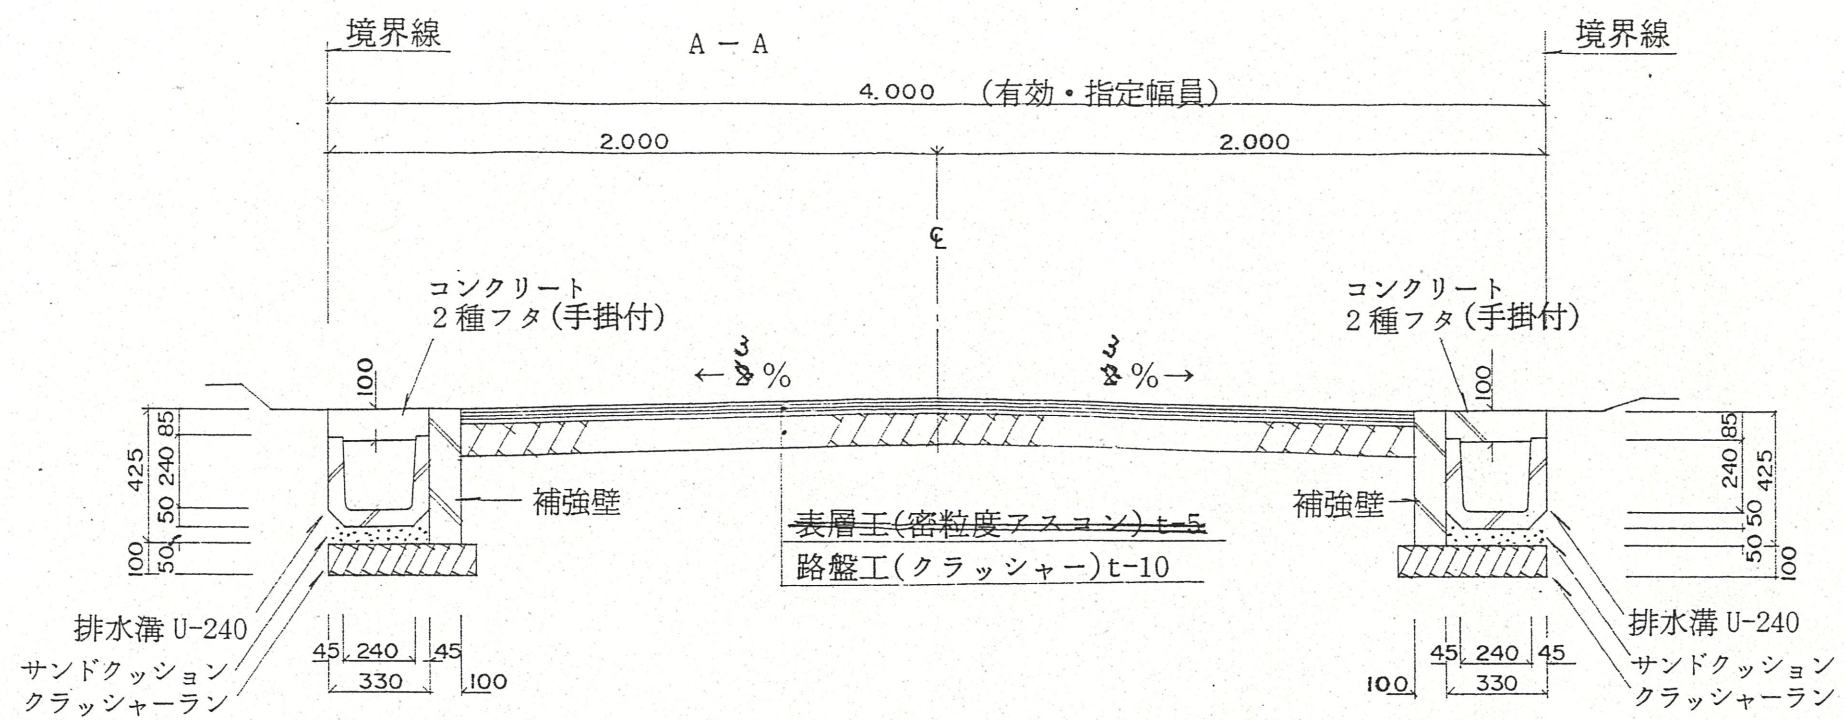 境界線
A-A
境界線
4.000 (有効・指定幅員)
2.000
2.000
℄
コンクリート
2種フタ(手掛付)
コンクリート
2種フタ(手掛付)
100
←3%
3%→
100
425
85
240
50
50
100
補強壁
補強壁
表層工(密粒度アスコン)t-5
路盤工(クラッシャー)t-10
85
240
50
50
425
100
排水溝 U-240
サンドクッション
クラッシャーラン
45
240
45
330
100
45
240
45
100
330
排水溝 U-240
サンドクッション
クラッシャーラン